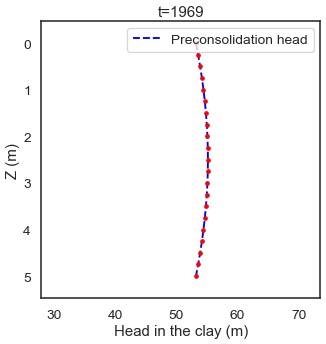 t=1969
Preconsolidation head
0
1
2
3
4
5
Z (m)
30 40 50 60 70
Head in the clay (m)